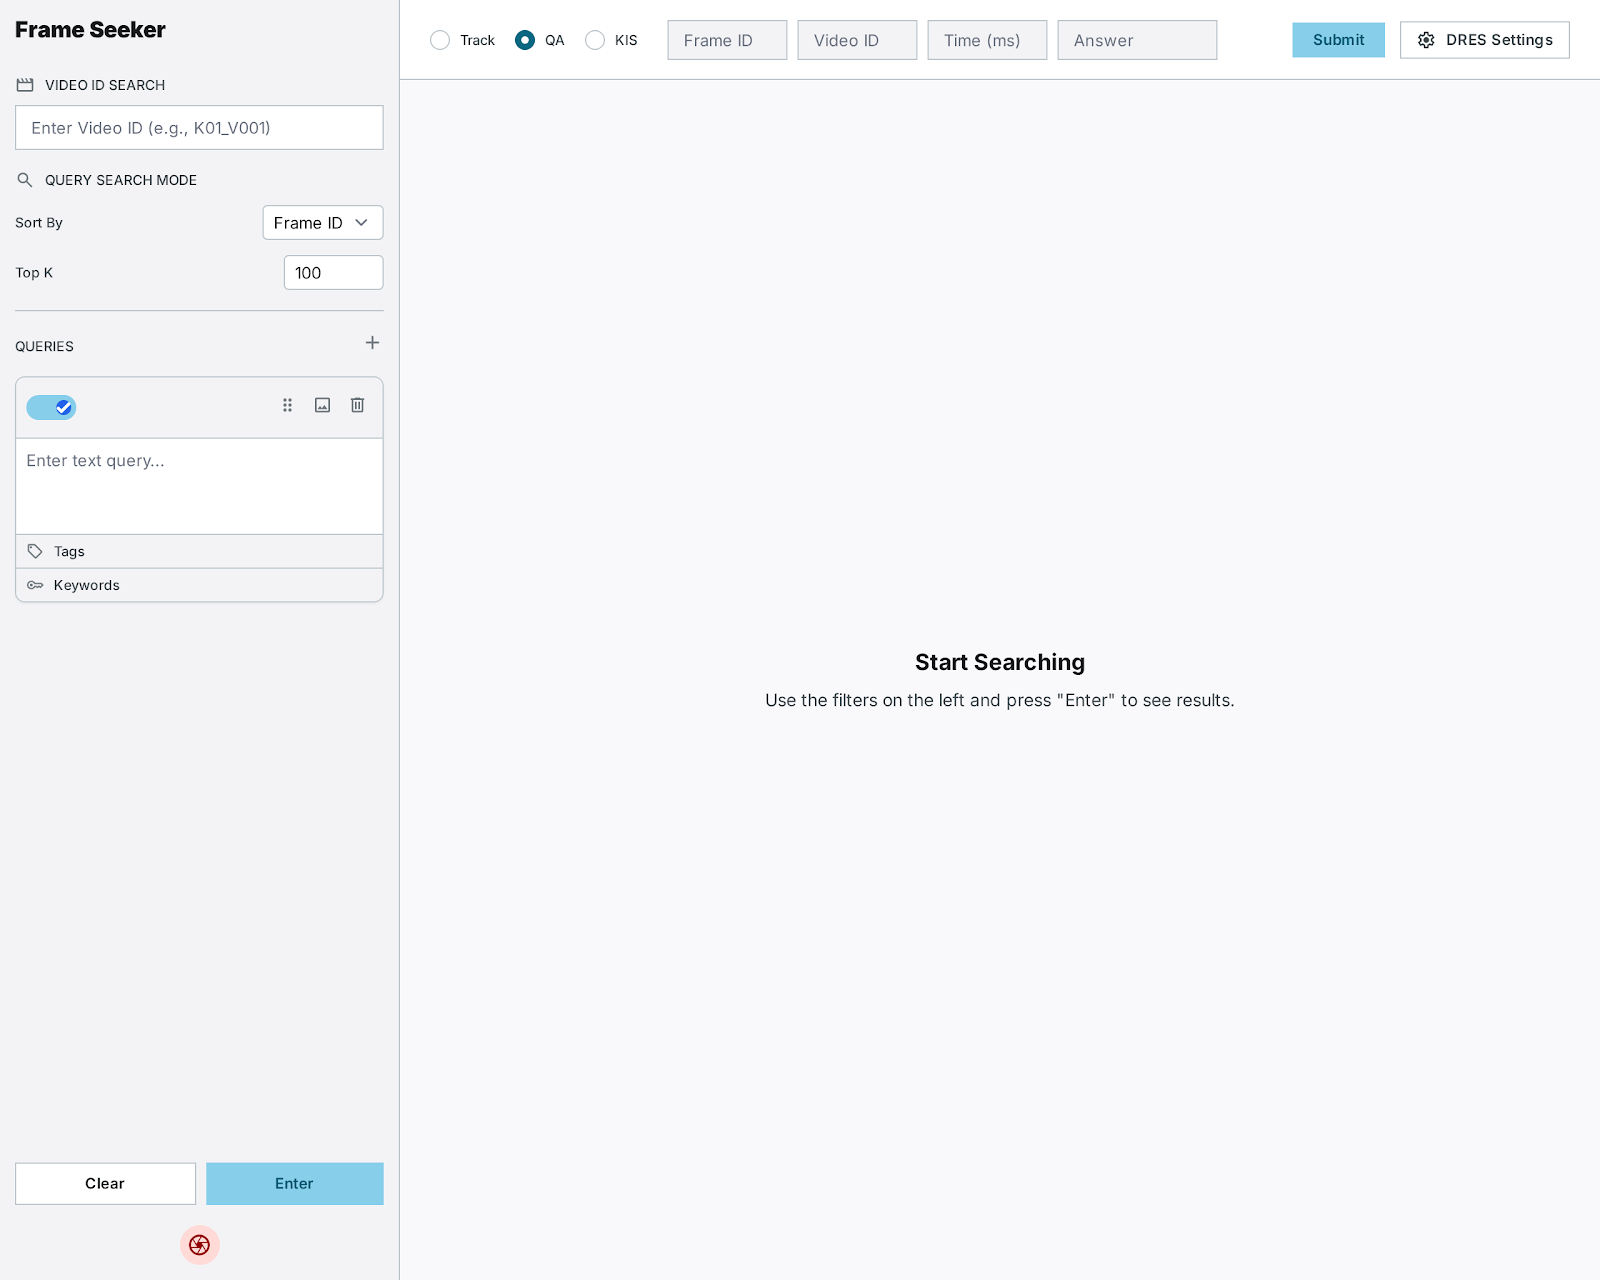 Frame Seeker
VIDEO ID SEARCH
Enter Video ID (e.g., K01_V001)
QUERY SEARCH MODE
Sort By
Frame ID
Top K
100
QUERIES
Enter text query...
Tags
Keywords
Clear
Enter
Track
QA
KIS
Frame ID
Video ID
Time (ms)
Answer
Submit
DRES Settings
Start Searching
Use the filters on the left and press "Enter" to see results.